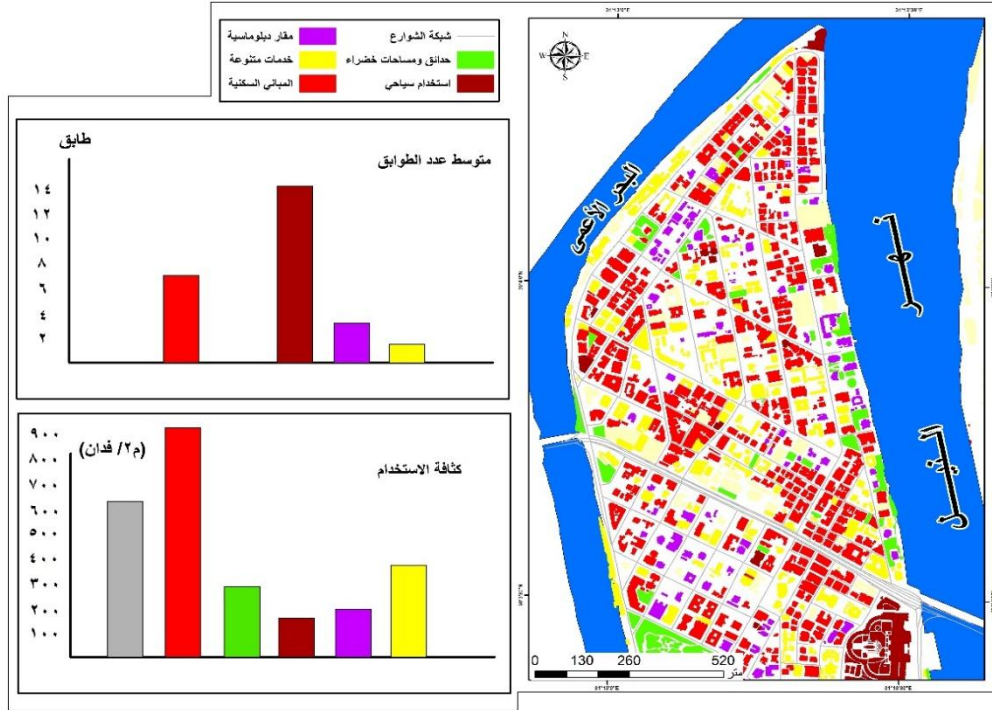 شبكة الشوارع
مقار دبلوماسية
حدائق ومساحات خضراء
خدمات متنوعة
استخدام سياحي
المباني السكنية
طابق
متوسط عدد الطوابق
١٤
١٢
١٠
٨
٦
٤
٢
(م٢/ فدان)
كثافة الاستخدام
٩٠٠
٨٠٠
٧٠٠
٦٠٠
٥٠٠
٤٠٠
٣٠٠
٢٠٠
١٠٠
N
W E
S
البحر الأعمى
نهر
النيل
0 130 260 520
متر